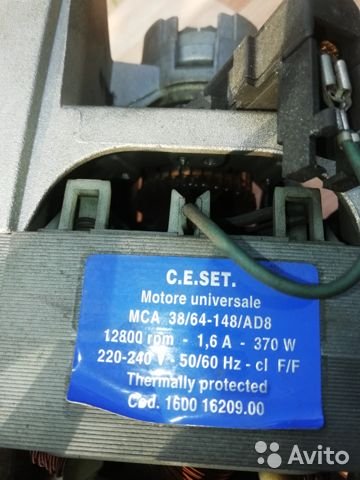 C.E.SET.
Motore universale
MCA 38/64-148/AD8
12800 rpm - 1,6 A - 370 W
220-240 V - 50/60 Hz - cl F/F
Thermally protected
Cod. 1600 16209.00
Avito